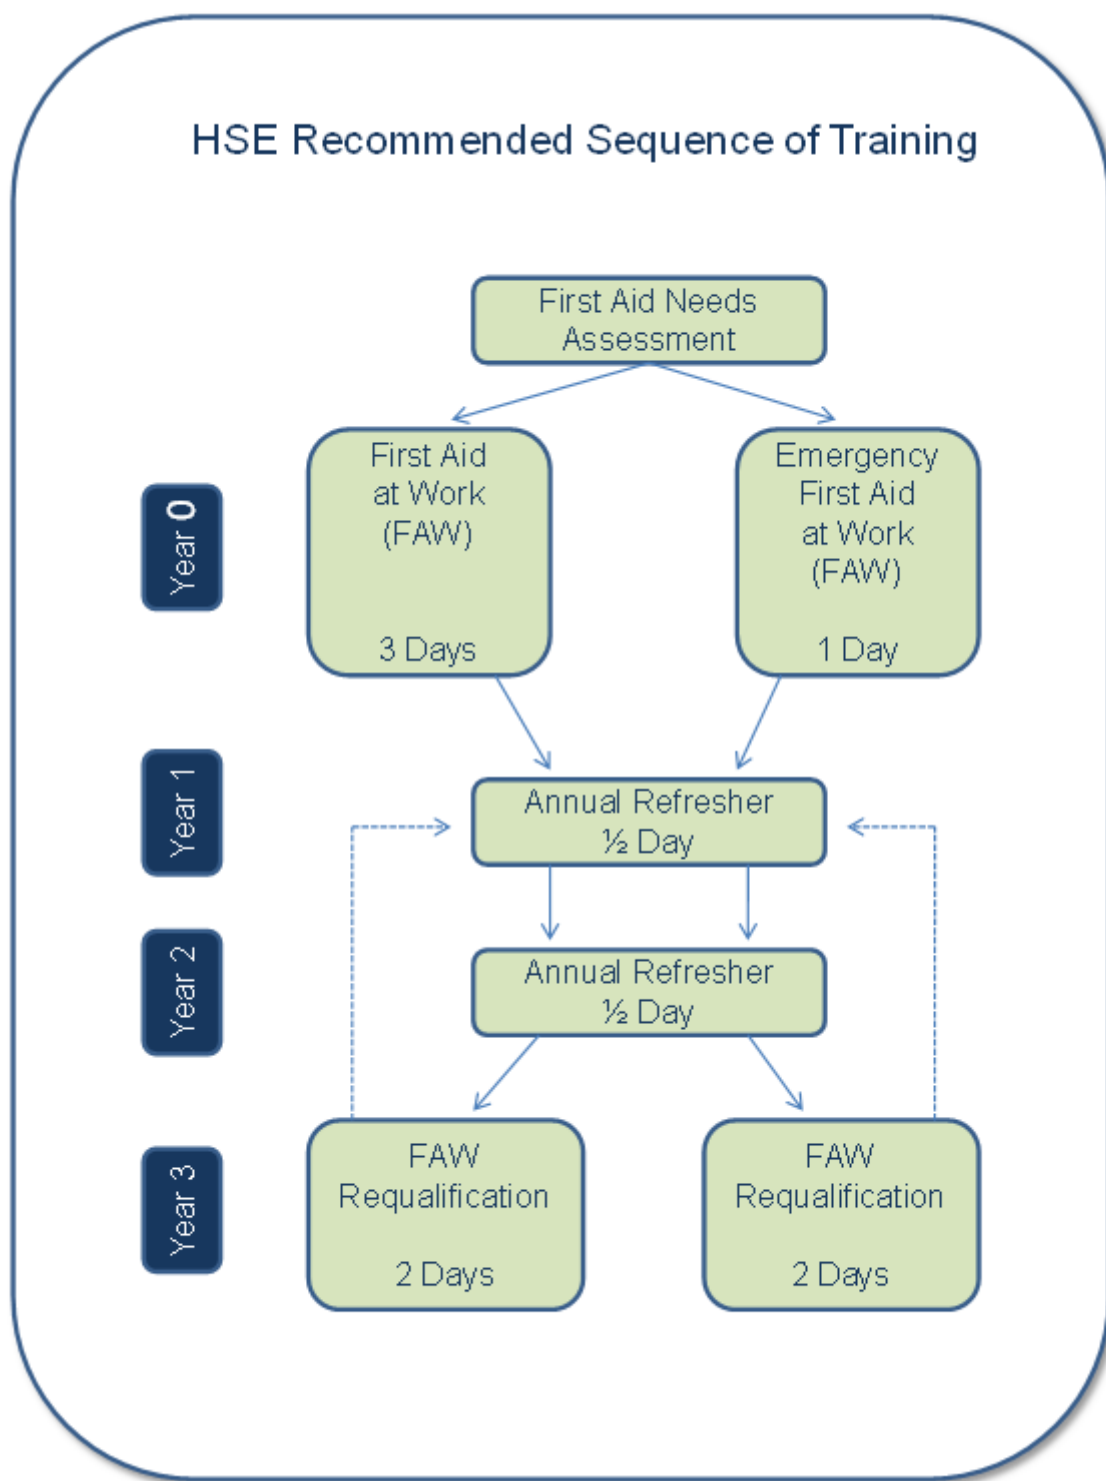 HSE Recommended Sequence of Training
First Aid Needs
Assessment
Year 0
First Aid
at Work
(FAW)
3 Days
Emergency
First Aid
at Work
(FAW)
1 Day
Year 1
Annual Refresher
½ Day
Year 2
Annual Refresher
½ Day
Year 3
FAW
Requalification
2 Days
FAW
Requalification
2 Days